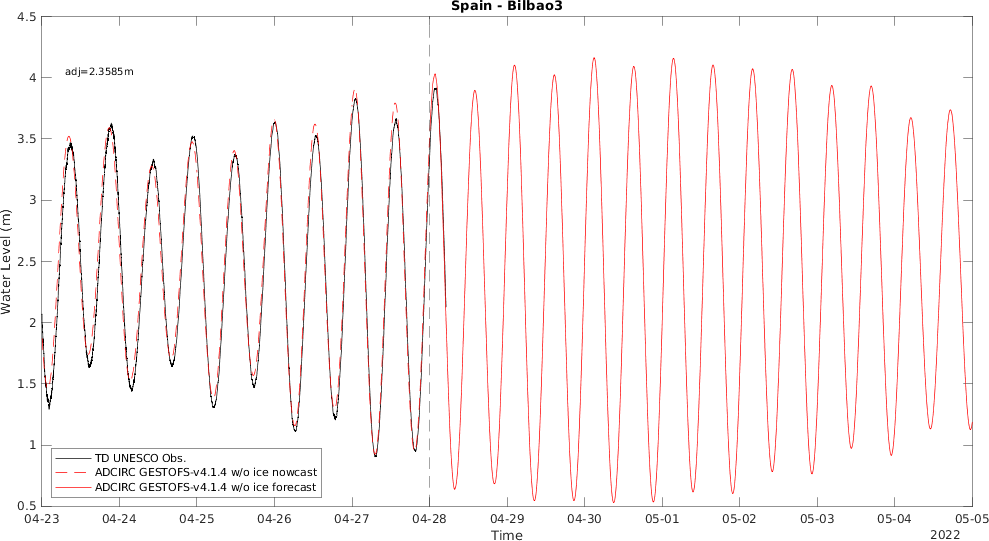 Spain - Bilbao3
4.5
4
3.5
3
2.5
2
1.5
1
0.5
Water Level (m)
adj=2.3585m
TD UNESCO Obs.
ADCIRC GESTOFS-v4.1.4 w/o ice nowcast
ADCIRC GESTOFS-v4.1.4 w/o ice forecast
04-23 04-24 04-25 04-26 04-27 04-28 04-29 04-30 05-01 05-02 05-03 05-04 05-05
Time
2022